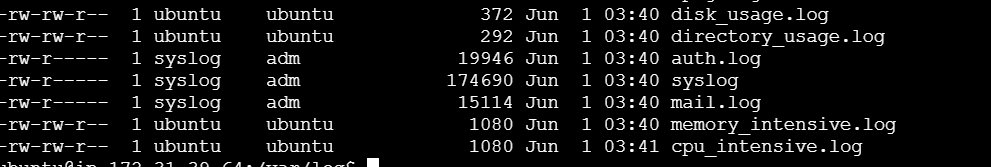 -rw-rw-r-- 1 ubuntu ubuntu 372 Jun 1 03:40 disk_usage.log
-rw-rw-r-- 1 ubuntu ubuntu 292 Jun 1 03:40 directory_usage.log
-rw-r----- 1 syslog adm 19946 Jun 1 03:40 auth.log
-rw-r----- 1 syslog adm 174690 Jun 1 03:40 syslog
-rw-r----- 1 syslog adm 15114 Jun 1 03:40 mail.log
-rw-rw-r-- 1 ubuntu ubuntu 1080 Jun 1 03:40 memory_intensive.log
-rw-rw-r-- 1 ubuntu ubuntu 1080 Jun 1 03:41 cpu_intensive.log
ubuntu@ip-172-31-39-64:/var/log$